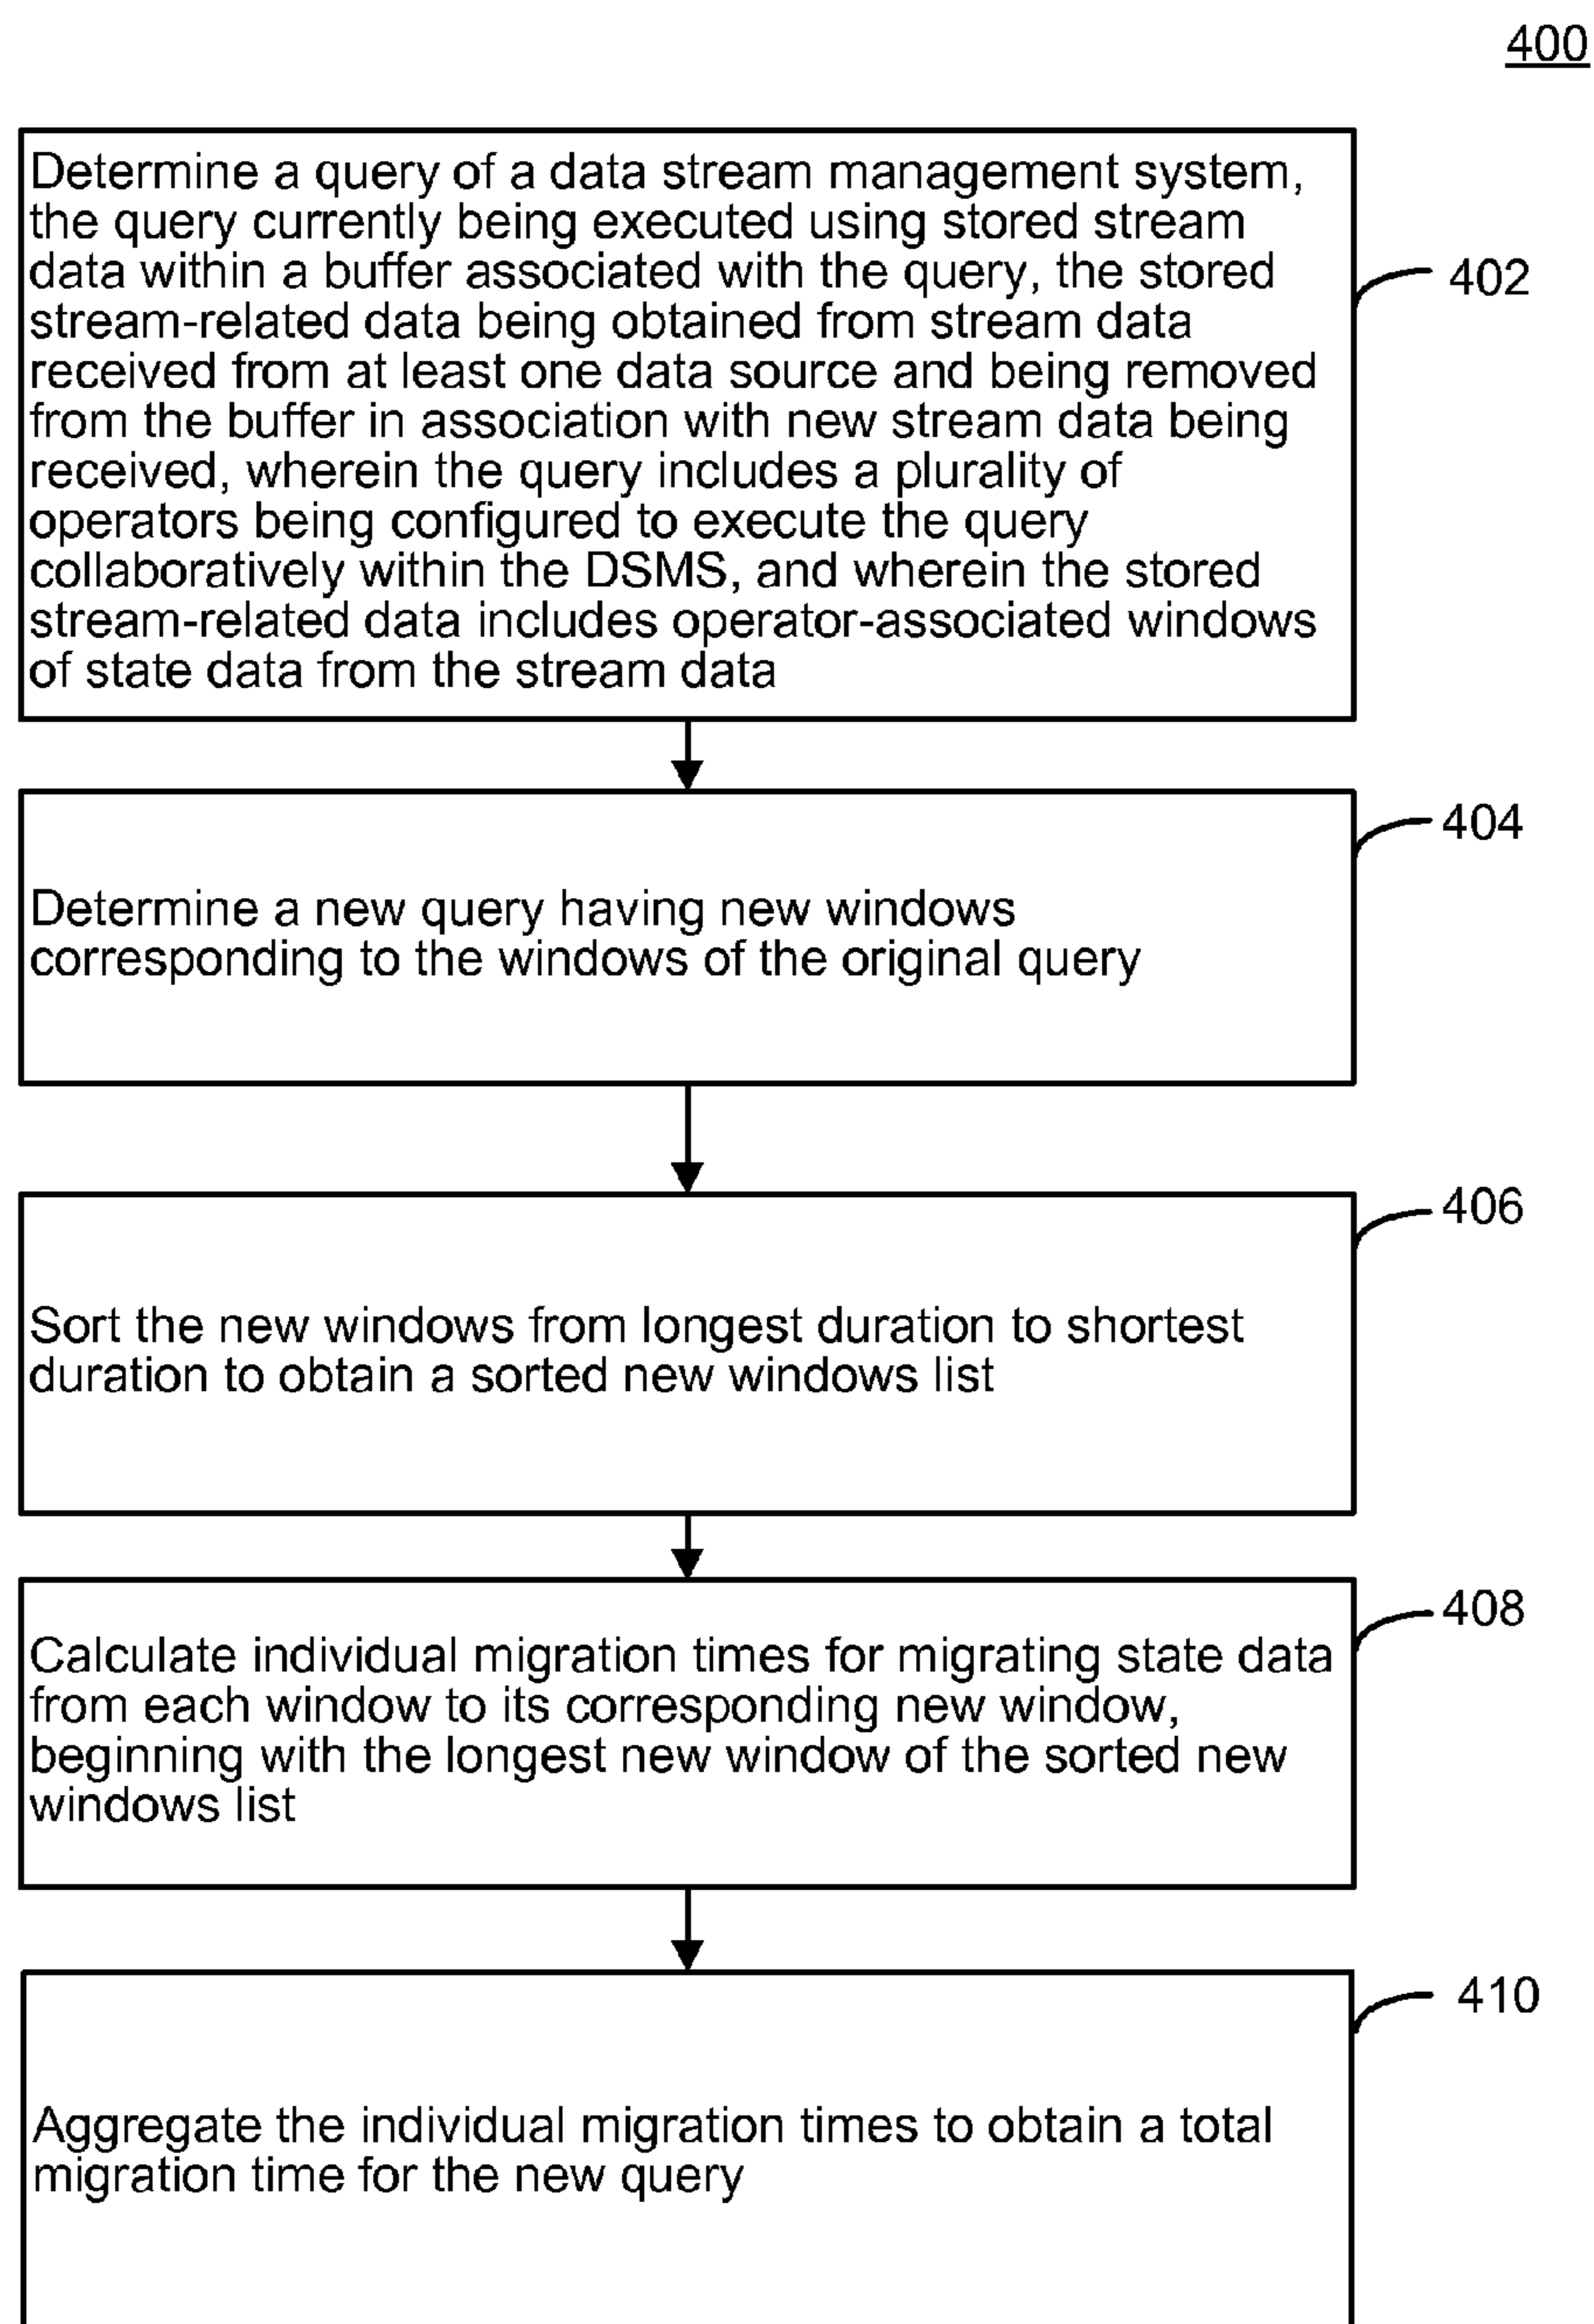 400
Determine a query of a data stream management system,
the query currently being executed using stored stream
data within a buffer associated with the query, the stored
stream-related data being obtained from stream data
received from at least one data source and being removed
from the buffer in association with new stream data being
received, wherein the query includes a plurality of
operators being configured to execute the query
collaboratively within the DSMS, and wherein the stored
stream-related data includes operator-associated windows
of state data from the stream data
402
404
Determine a new query having new windows
corresponding to the windows of the original query
406
Sort the new windows from longest duration to shortest
duration to obtain a sorted new windows list
408
Calculate individual migration times for migrating state data
from each window to its corresponding new window,
beginning with the longest new window of the sorted new
windows list
410
Aggregate the individual migration times to obtain a total
migration time for the new query